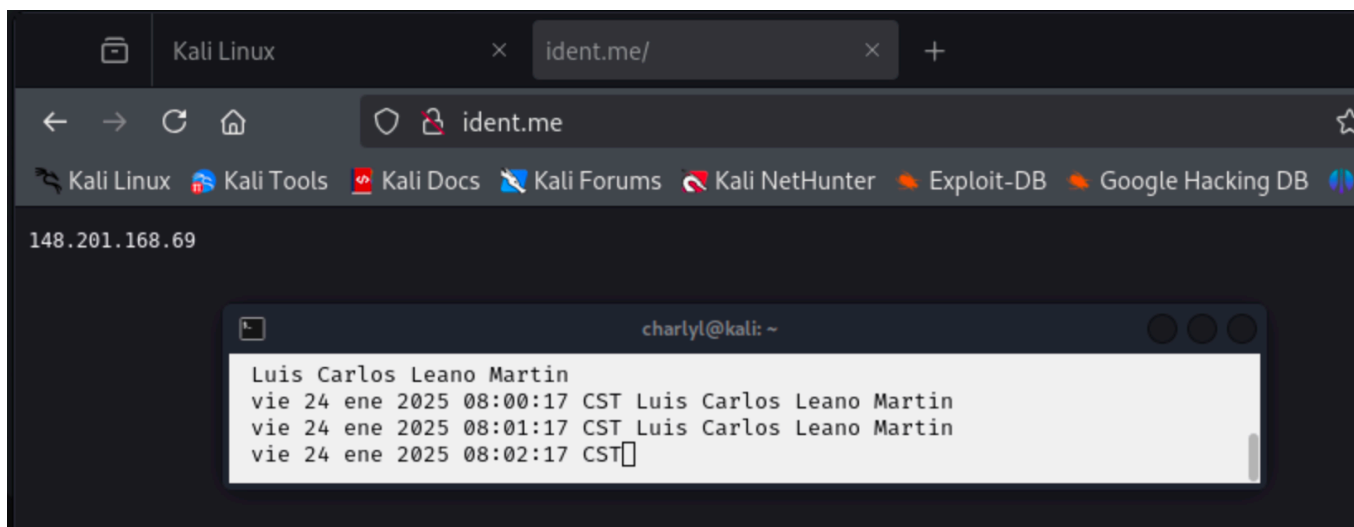 Kali Linux
ident.me/
ident.me
Kali Linux Kali Tools Kali Docs Kali Forums Kali NetHunter Exploit-DB Google Hacking DB
148.201.168.69
charlyl@kali: ~
Luis Carlos Leano Martin
vie 24 ene 2025 08:00:17 CST Luis Carlos Leano Martin
vie 24 ene 2025 08:01:17 CST Luis Carlos Leano Martin
vie 24 ene 2025 08:02:17 CST